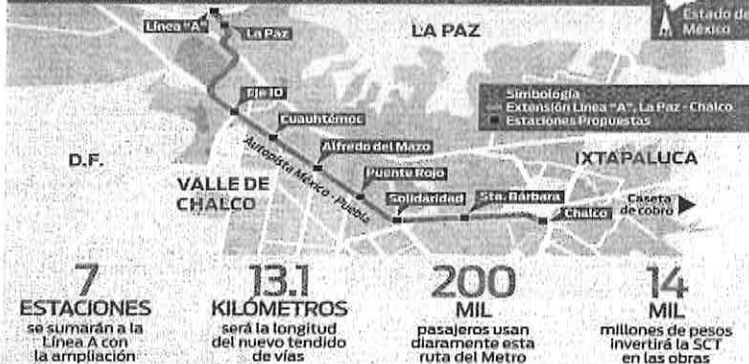 Estado de
México
Línea "A"
La Paz
LA PAZ
Simbología
Extensión Línea "A", La Paz - Chalco
Estaciones Propuestas
Eje 10
Cuauhtémoc
Alfredo del Mazo
D.F.
Autopista México - Puebla
IXTAPALUCA
VALLE DE
CHALCO
Puente Rojo
Solidaridad
Sta. Bárbara
Chalco
Caseta
de cobro
7
ESTACIONES
se sumarán a la
Línea A con
la ampliación
13.1
KILÓMETROS
será la longitud
del nuevo tendido
de vías
200
MIL
pasajeros usan
diaramente esta
ruta del Metro
14
MIL
millones de pesos
invertirá la SCT
en las obras